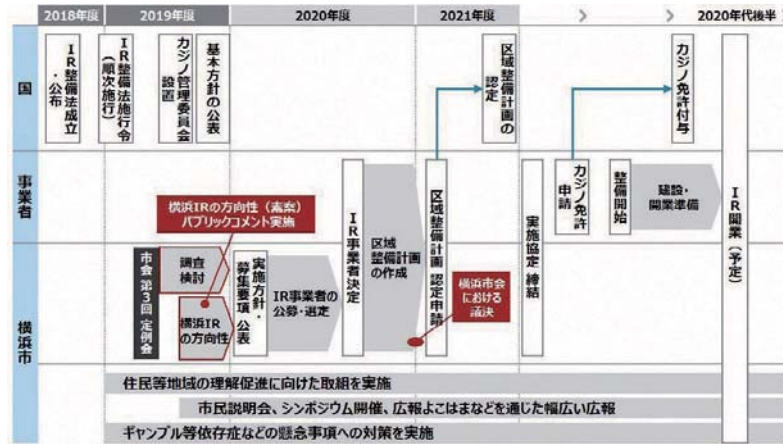 2018年度
2019年度
2020年度
2021年度
2020年代後半
国
IR整備法成立
・公布
IR整備法施行令
(順次施行)
カジノ管理委員会
設置
基本方針の公表
区域整備計画の
認定
カジノ免許付与
事業者
横浜IRの方向性(素案)
パブリックコメント実施
IR事業者決定
区域
整備計画
の作成
区域整備計画 認定申請
実施協定 締結
カジノ免許
申請
整備開始
建設・
開業準備
IR開業(予定)
横浜市
市会 第3回 定例会
調査
検討
横浜IR
の方向性
実施方針・
募集要項 公表
IR事業者の
公募・選定
横浜市会
における
議決
住民等地域の理解促進に向けた取組を実施
市民説明会、シンポジウム開催、広報よこはまなどを通じた幅広い広報
ギャンブル等依存症などの懸念事項への対策を実施